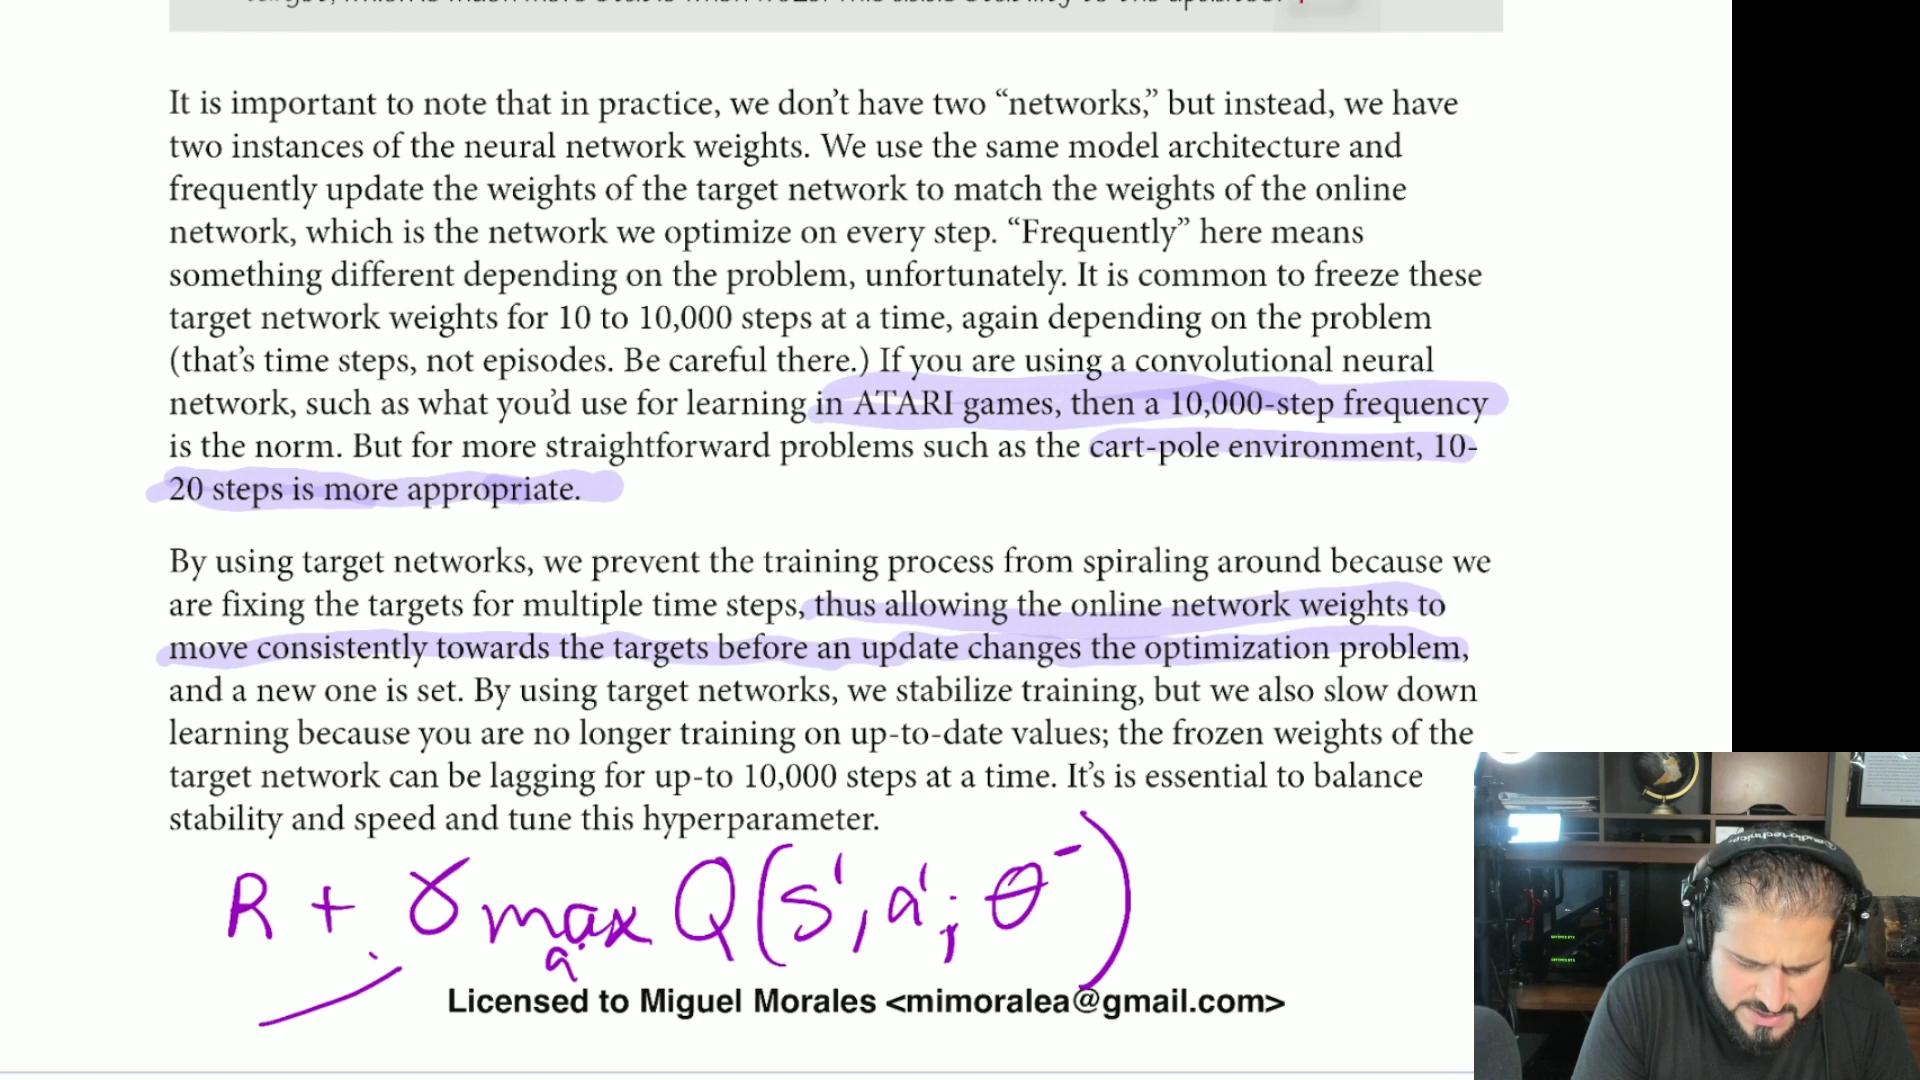 It is important to note that in practice, we don’t have two “networks,” but instead, we have
two instances of the neural network weights. We use the same model architecture and
frequently update the weights of the target network to match the weights of the online
network, which is the network we optimize on every step. “Frequently” here means
something different depending on the problem, unfortunately. It is common to freeze these
target network weights for 10 to 10,000 steps at a time, again depending on the problem
(that’s time steps, not episodes. Be careful there.) If you are using a convolutional neural
network, such as what you’d use for learning in ATARI games, then a 10,000-step frequency
is the norm. But for more straightforward problems such as the cart-pole environment, 10-
20 steps is more appropriate.
By using target networks, we prevent the training process from spiraling around because we
are fixing the targets for multiple time steps, thus allowing the online network weights to
move consistently towards the targets before an update changes the optimization problem,
and a new one is set. By using target networks, we stabilize training, but we also slow down
learning because you are no longer training on up-to-date values; the frozen weights of the
target network can be lagging for up-to 10,000 steps at a time. It’s is essential to balance
stability and speed and tune this hyperparameter.
R + γ max Q(s', a'; θ⁻)
a'
Licensed to Miguel Morales <mimoralea@gmail.com>
audio-technica